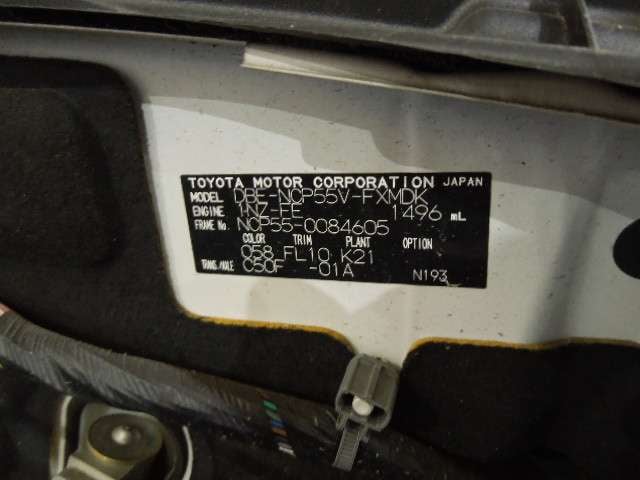 TOYOTA MOTOR CORPORATION JAPAN
MODEL DBE-NCP55V-FXMDK
ENGINE 1NZ-FE 1496 mL
FRAME No. NCP55-0084605
COLOR TRIM PLANT OPTION
058 FL10 K21
TRANS./AXLE C50F -01A N193